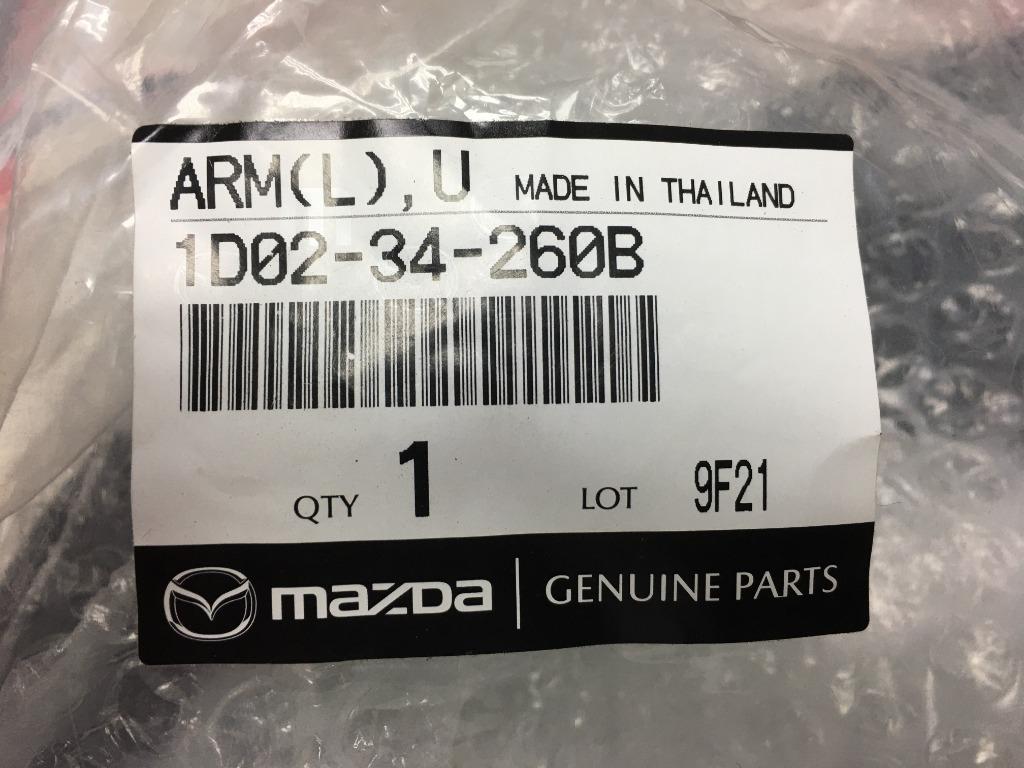 ARM(L),U MADE IN THAILAND
1D02-34-260B
QTY 1 LOT 9F21
mazda GENUINE PARTS